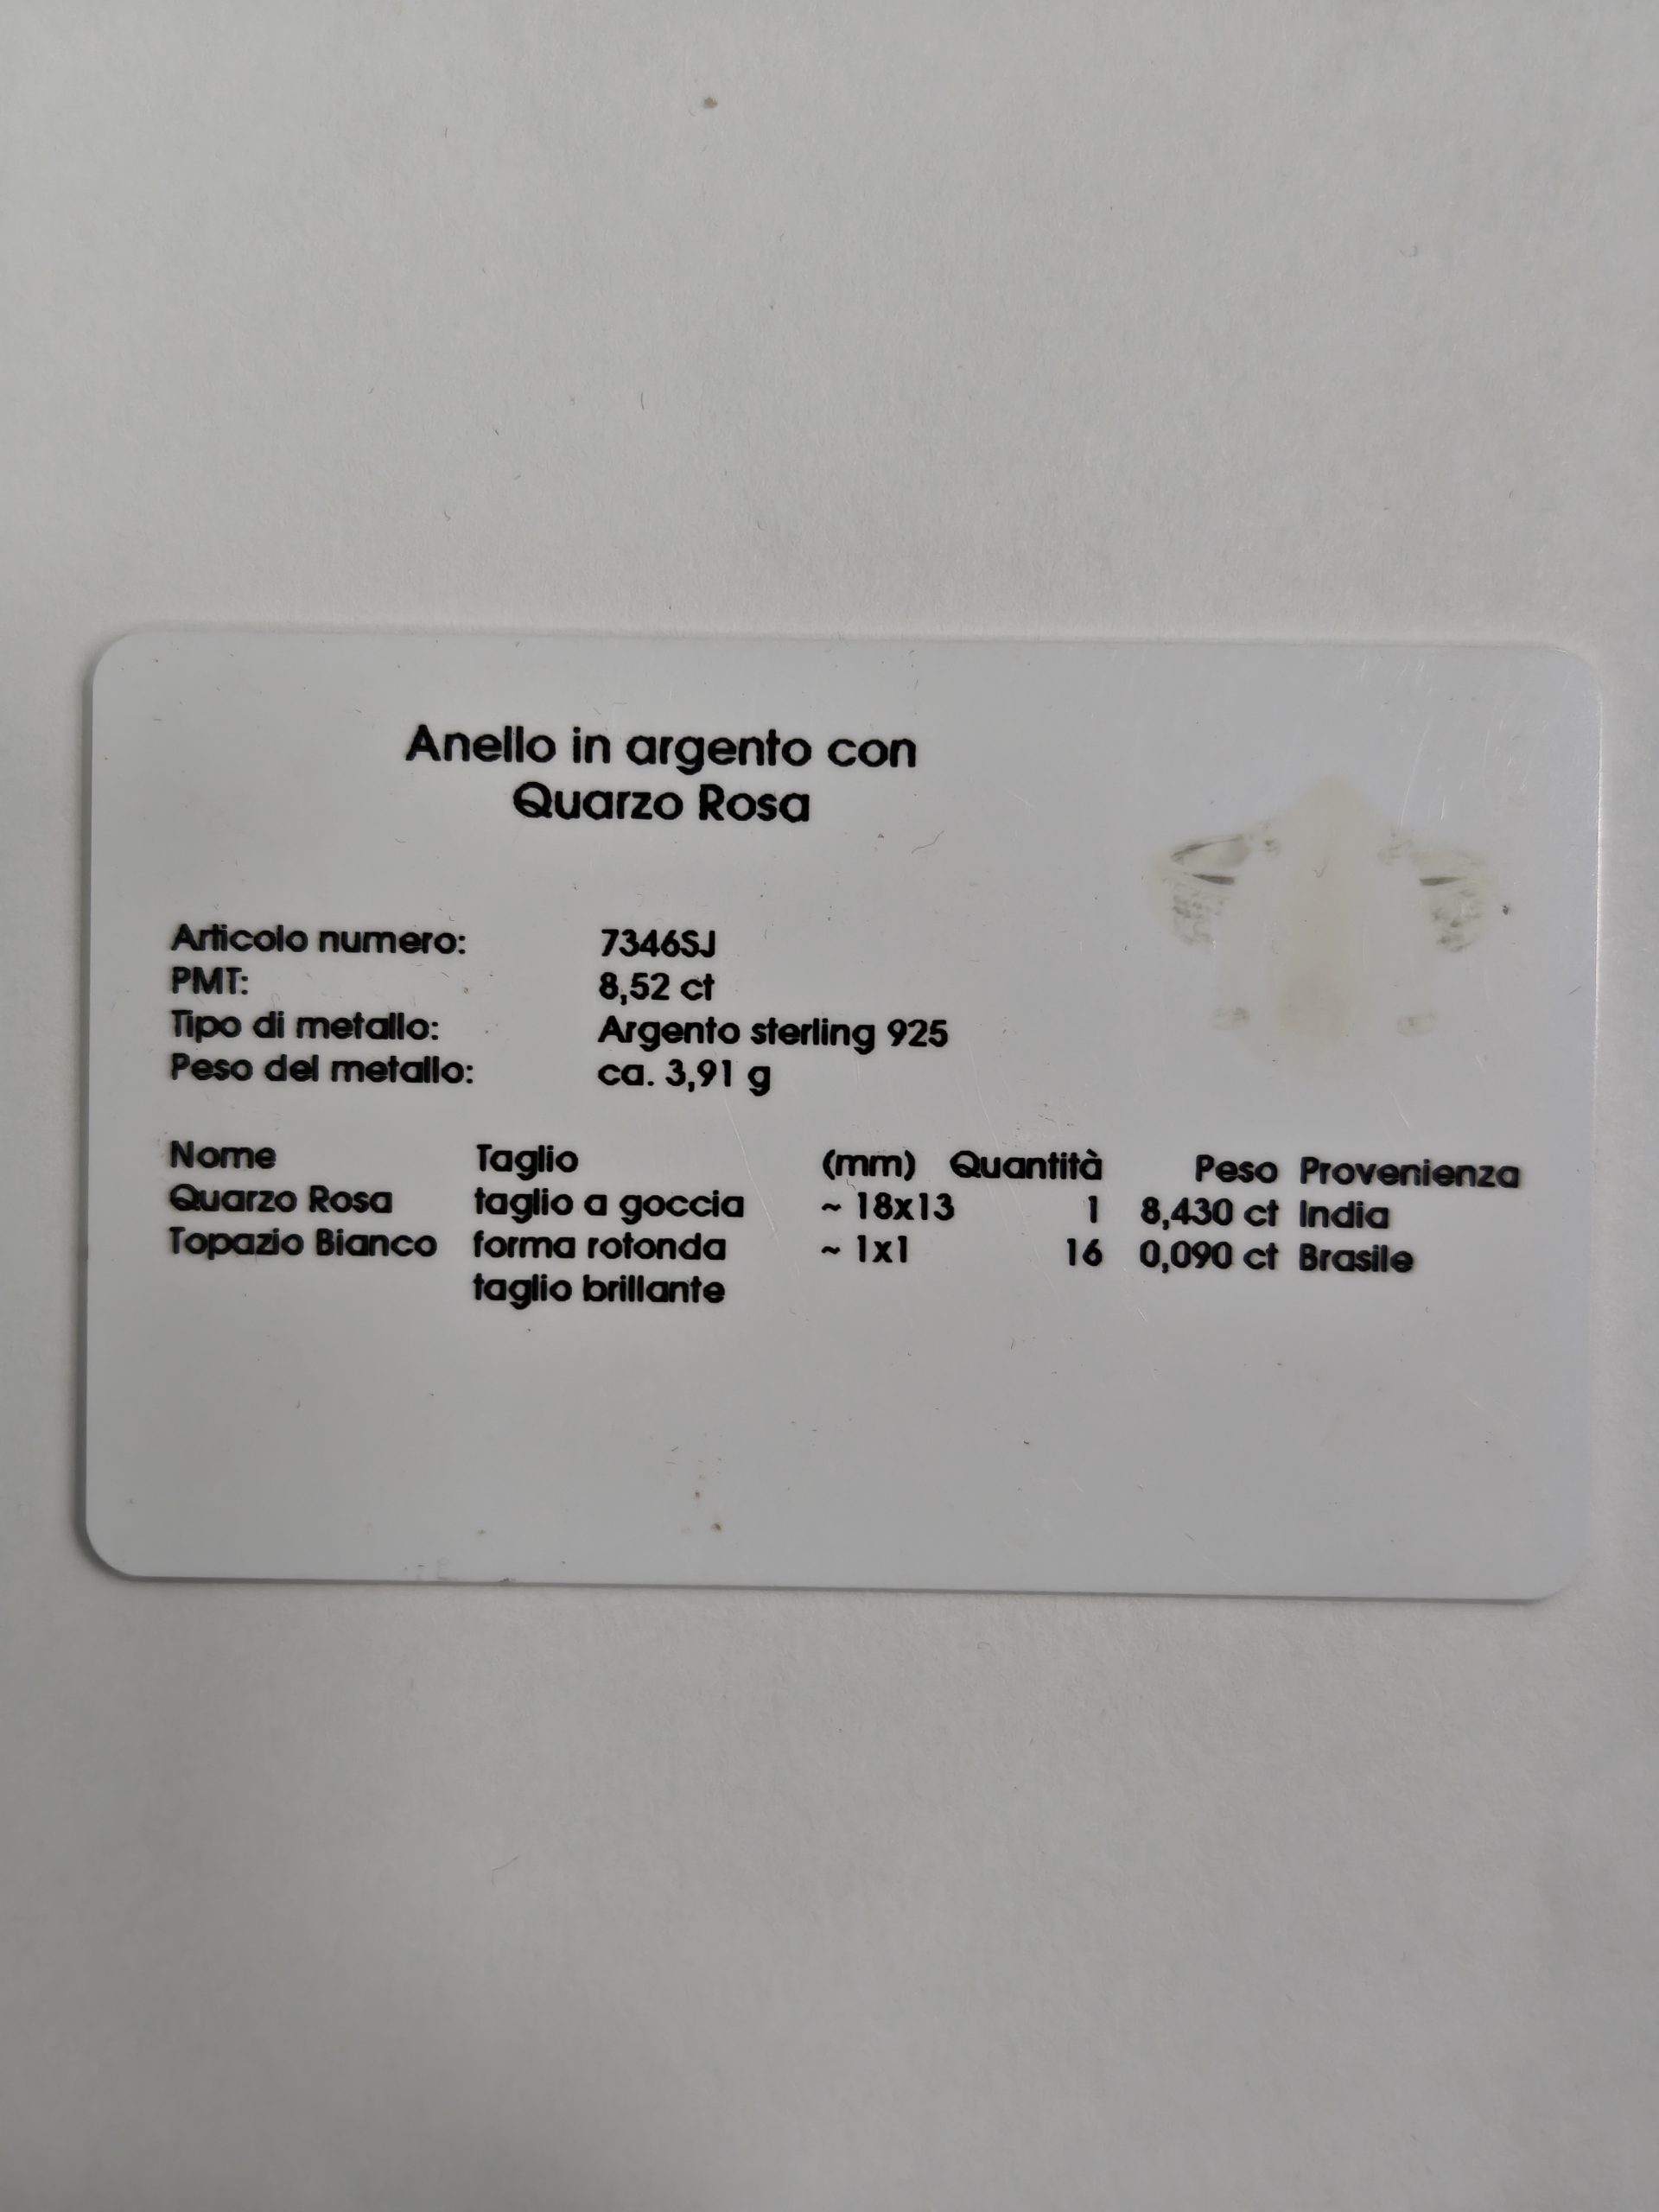 Anello in argento con
Quarzo Rosa
Articolo numero: 7346SJ
PMT: 8,52 ct
Tipo di metallo: Argento sterling 925
Peso del metallo: ca. 3,91 g
Nome Taglio (mm) Quantità Peso Provenienza
Quarzo Rosa taglio a goccia ~ 18x13 1 8,430 ct India
Topazio Bianco forma rotonda ~ 1x1 16 0,090 ct Brasile
taglio brillante